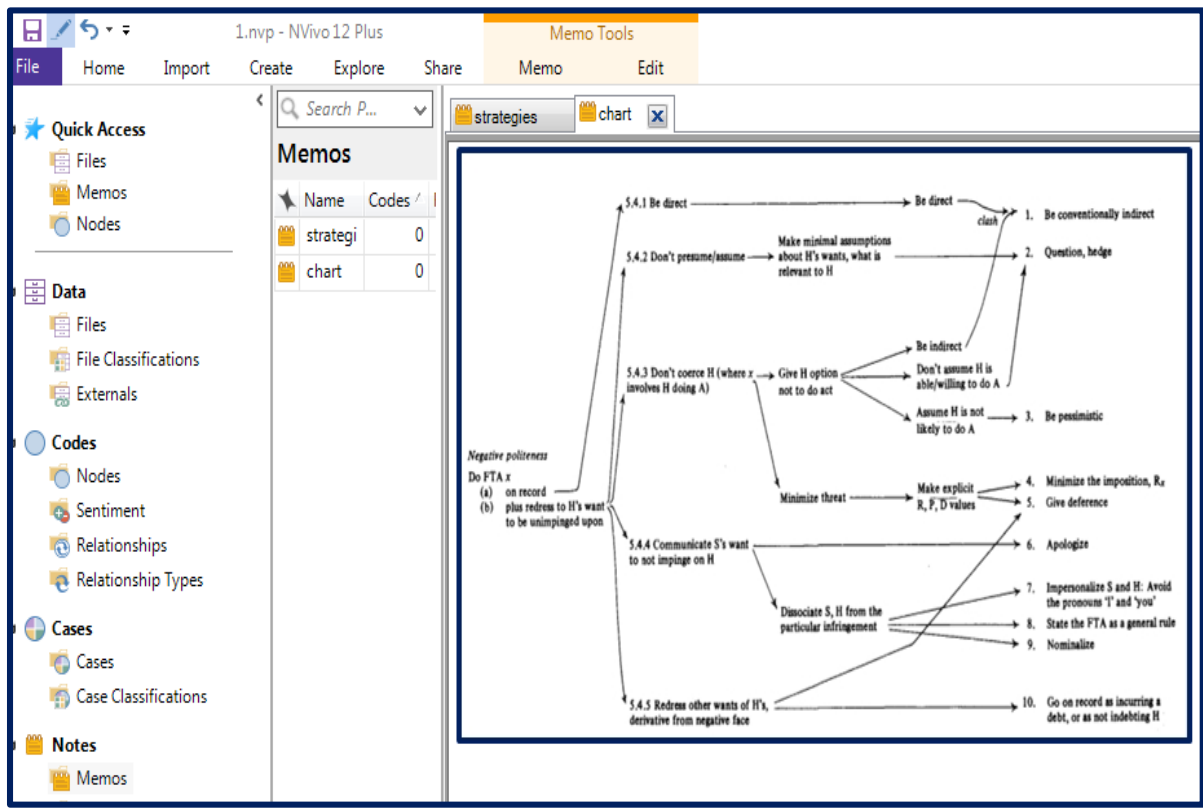 1.nvp - NVivo 12 Plus
Memo Tools
File
Home
Import
Create
Explore
Share
Memo
Edit
Quick Access
Files
Memos
Nodes
Data
Files
File Classifications
Externals
Codes
Nodes
Sentiment
Relationships
Relationship Types
Cases
Cases
Case Classifications
Notes
Memos
Search P...
Memos
Name
Codes
strategi
0
chart
0
strategies
chart
Negative politeness
Do FTA x
(a) on record
(b) plus redress to H's want
to be unimpinged upon
5.4.1 Be direct
5.4.2 Don't presume/assume
5.4.3 Don't coerce H (where x
involves H doing A)
5.4.4 Communicate S's want
to not impinge on H
5.4.5 Redress other wants of H's,
derivative from negative face
Make minimal assumptions
about H's wants, what is
relevant to H
Give H option
not to do act
Minimize threat
Dissociate S, H from the
particular infringement
Be direct
clash
Be indirect
Don't assume H is
able/willing to do A
Assume H is not
likely to do A
Make explicit
R, P, D values
1. Be conventionally indirect
2. Question, hedge
3. Be pessimistic
4. Minimize the imposition, Rx
5. Give deference
6. Apologize
7. Impersonalize S and H: Avoid
the pronouns 'I' and 'you'
8. State the FTA as a general rule
9. Nominalize
10. Go on record as incurring a
debt, or as not indebting H